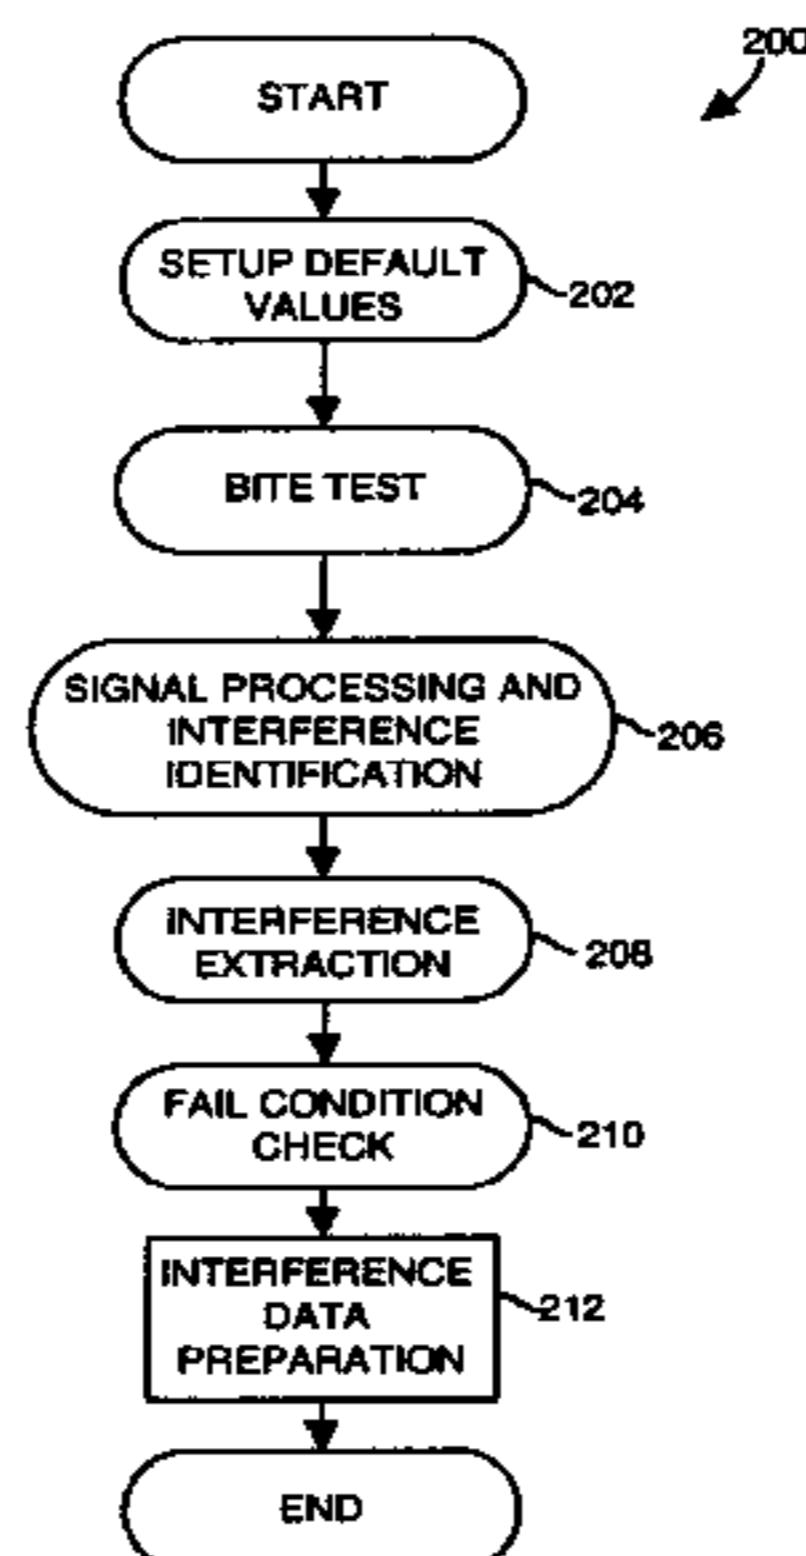 200
START
SETUP DEFAULT
VALUES
202
BITE TEST
204
SIGNAL PROCESSING AND
INTERFERENCE
IDENTIFICATION
206
INTERFERENCE
EXTRACTION
208
FAIL CONDITION
CHECK
210
INTERFERENCE
DATA
PREPARATION
212
END